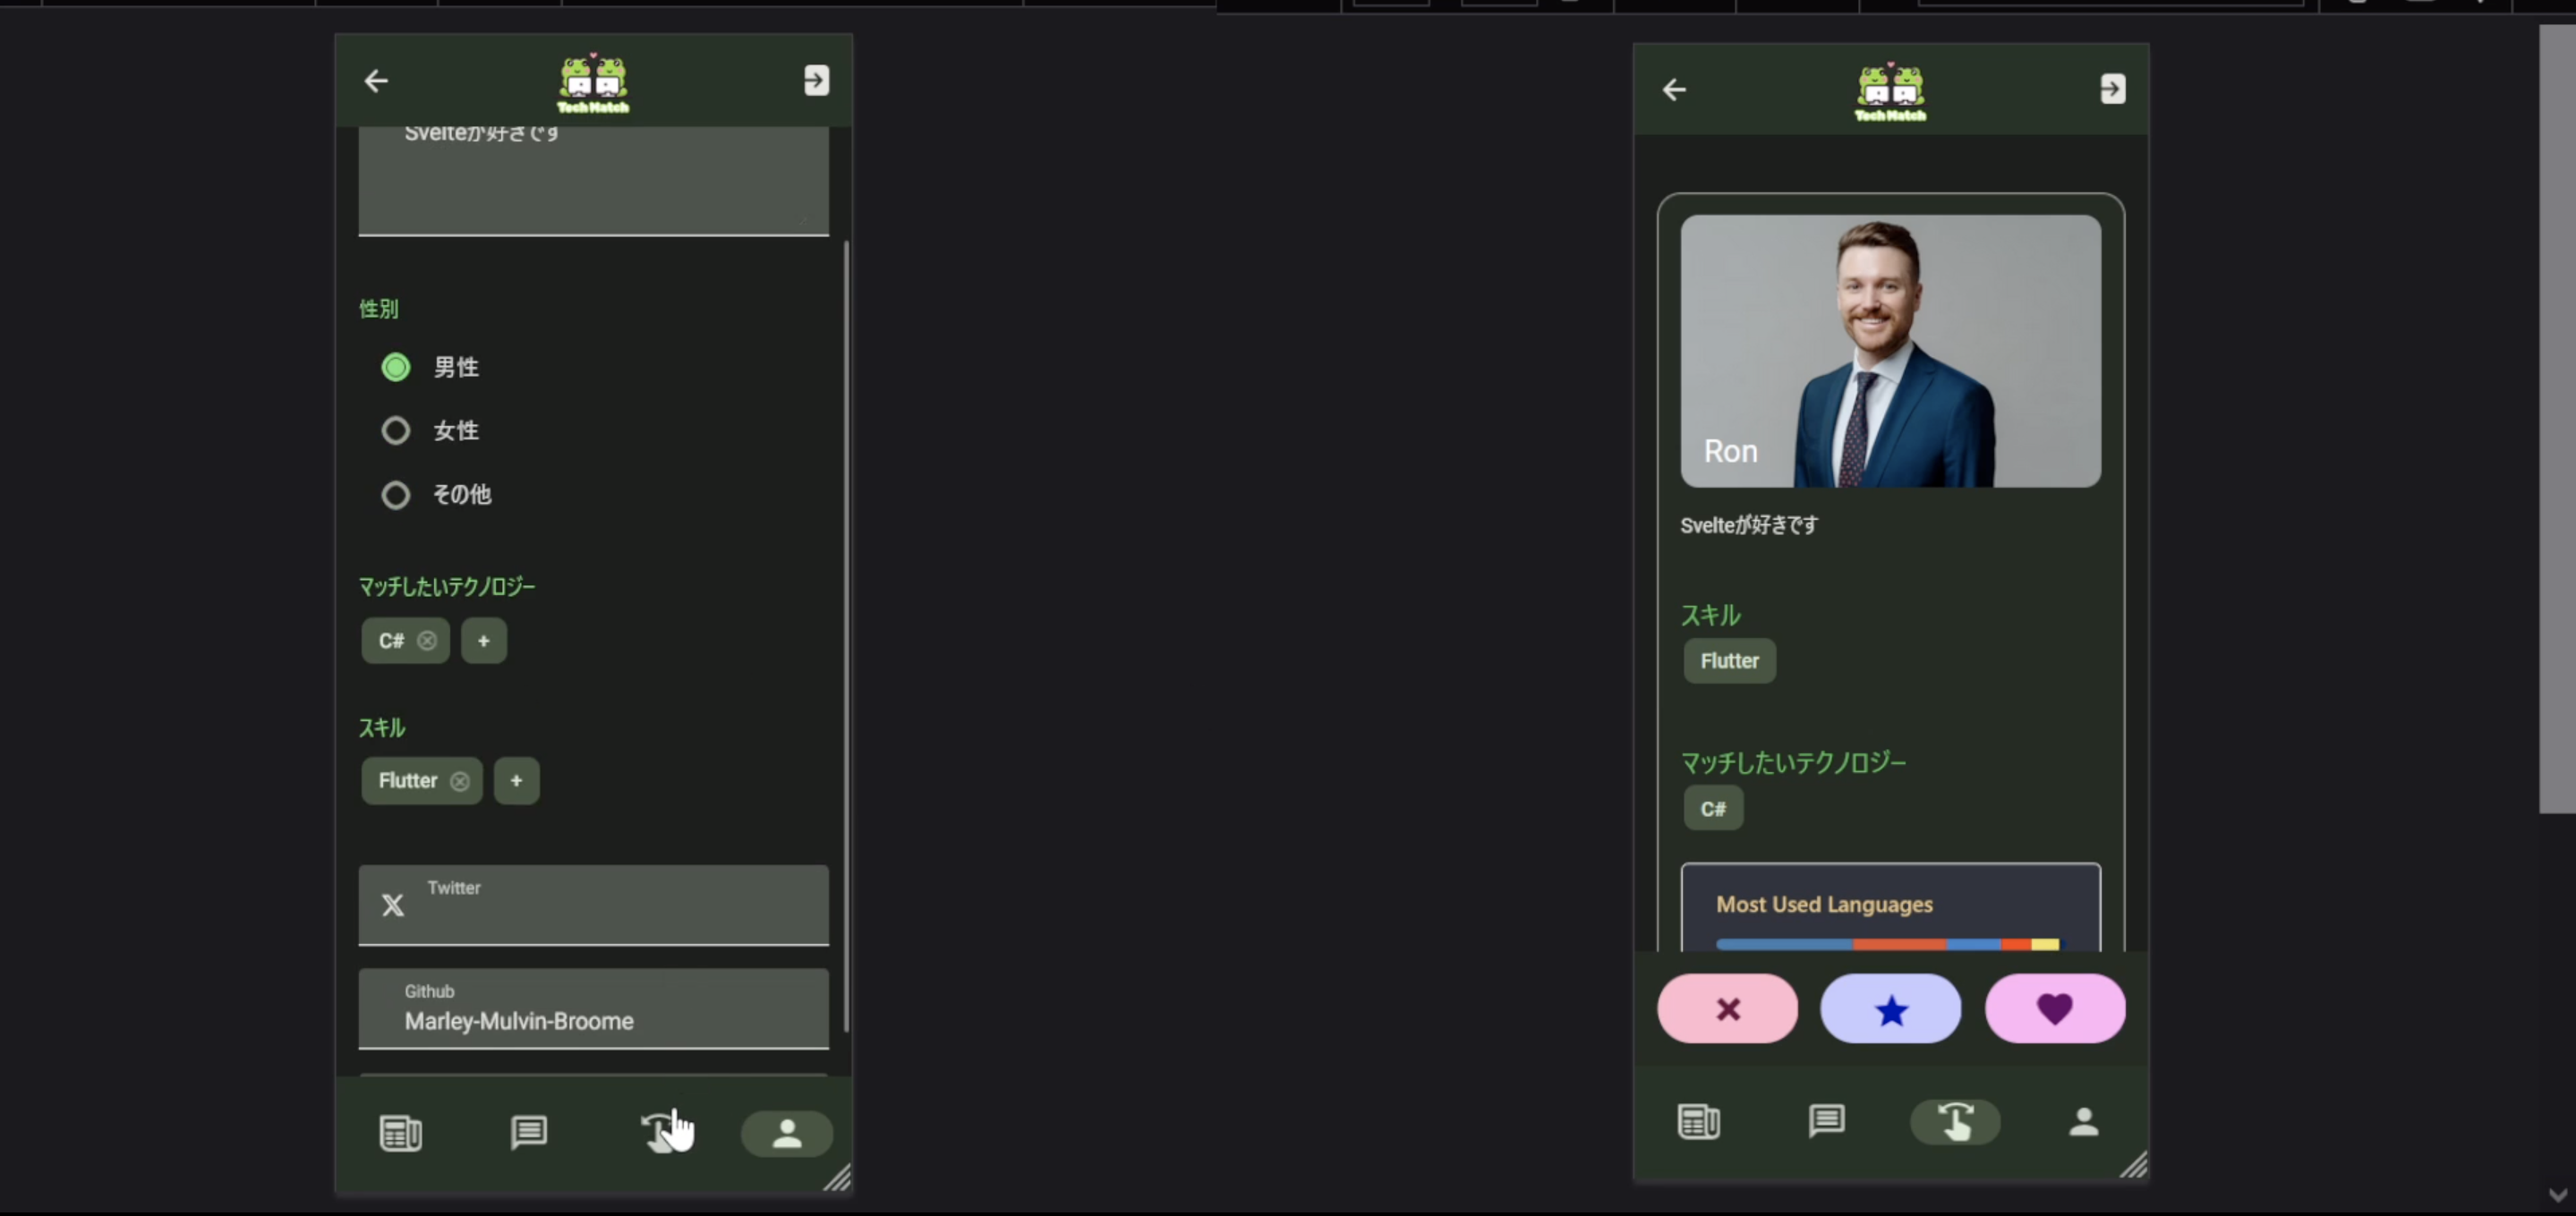 Tech Match
Svelteが好きです
性別
男性
女性
その他
マッチしたいテクノロジー
C#
+
スキル
Flutter
+
Twitter
Github
Marley-Mulvin-Broome
Tech Match
Ron
Svelteが好きです
スキル
Flutter
マッチしたいテクノロジー
C#
Most Used Languages